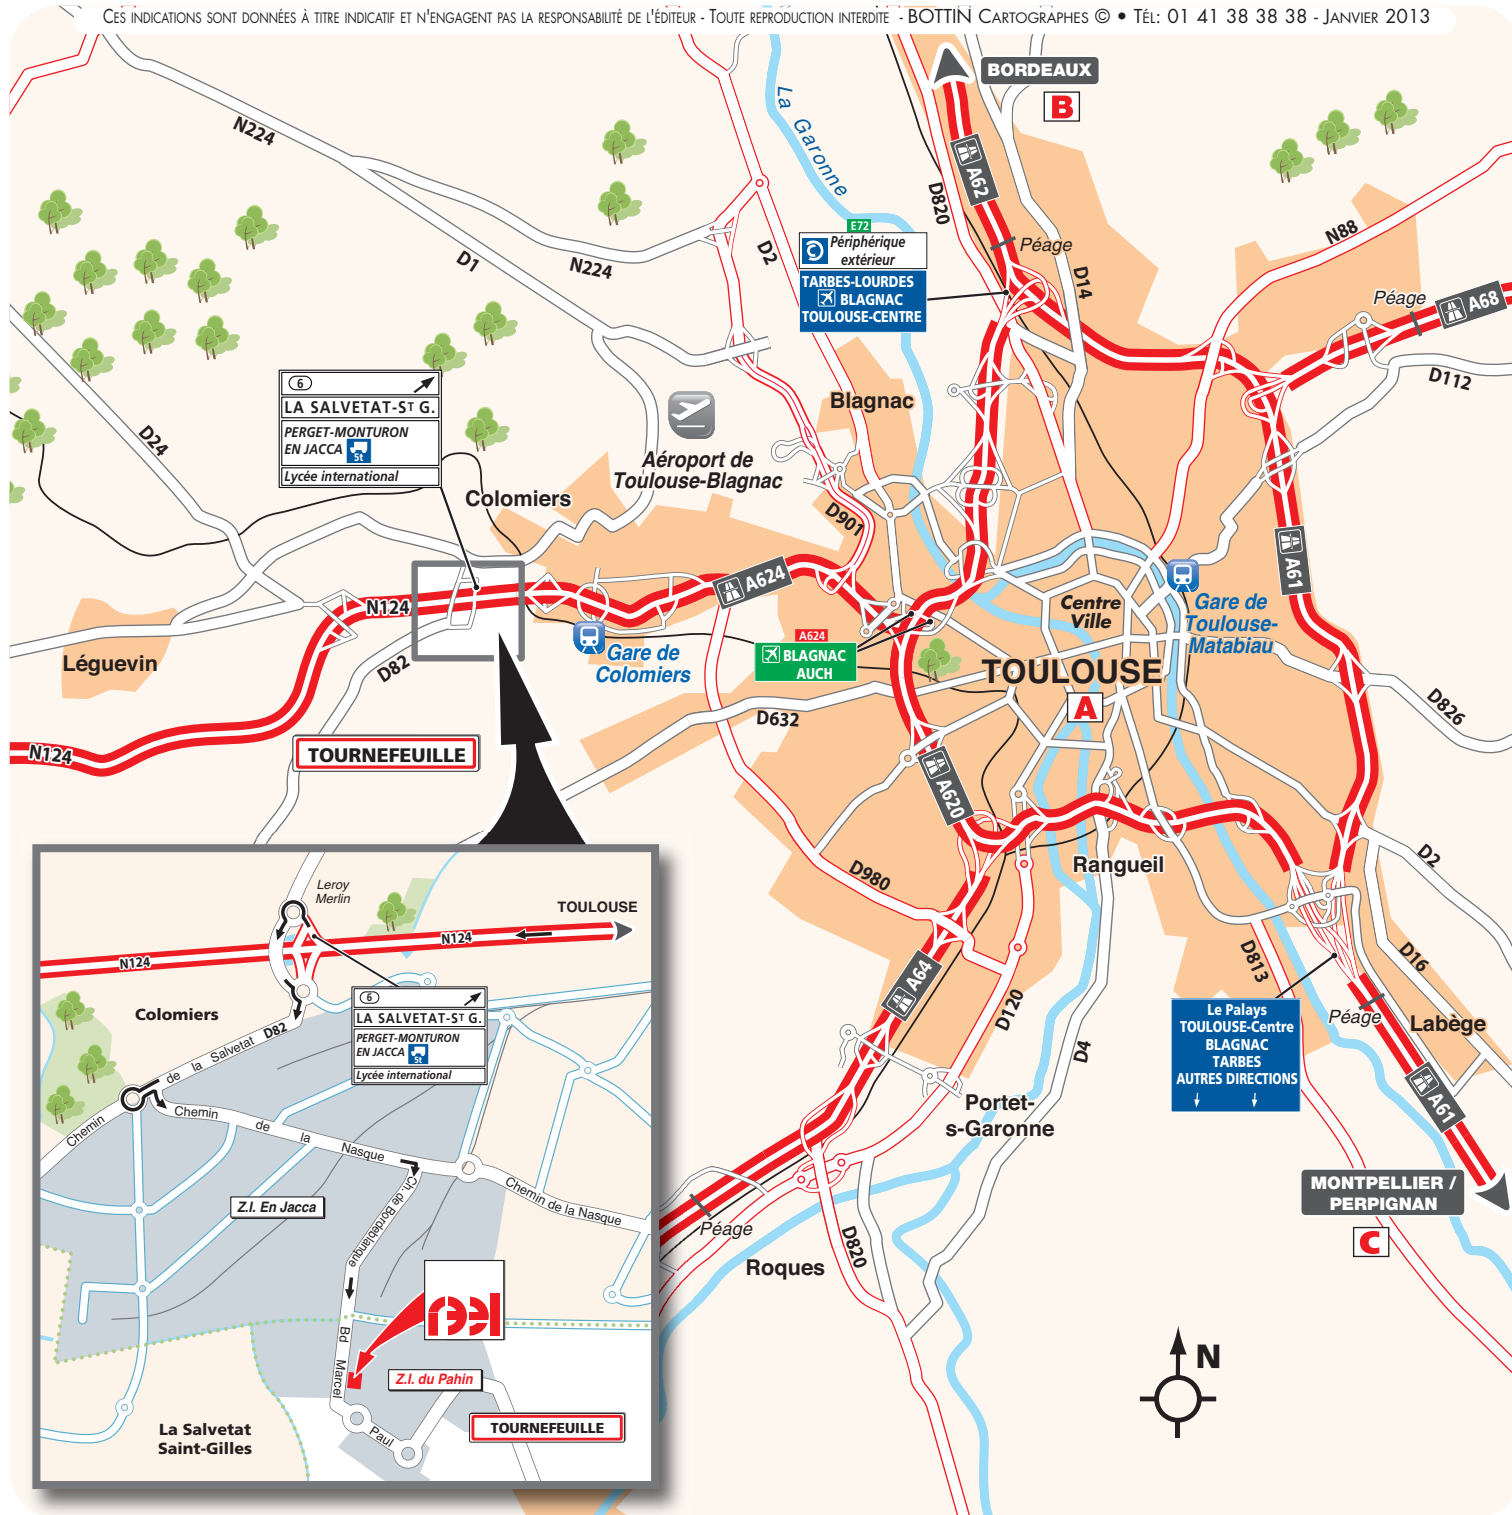 Ces indications sont données à titre indicatif et n'engagent pas la responsabilité de l'éditeur - Toute reproduction interdite - BOTTIN Cartographes © • Tél: 01 41 38 38 38 - Janvier 2013
BORDEAUX
B
La Garonne
N224
A62
D820
E72
Périphérique
extérieur
TARBES-LOURDES
BLAGNAC
TOULOUSE-CENTRE
Péage
D14
N88
Péage
A68
D1
N224
D2
D112
6
LA SALVETAT-ST G.
PERGET-MONTURON
EN JACCA
St
Lycée international
D24
Blagnac
Aéroport de
Toulouse-Blagnac
Colomiers
D901
A624
A61
N124
Centre
Ville
Gare de
Toulouse-
Matabiau
Léguevin
D82
Gare de
Colomiers
A624
BLAGNAC
AUCH
TOULOUSE
A
D826
D632
N124
TOURNEFEUILLE
A620
D2
Rangueil
D980
D813
D16
A64
D120
D4
Le Palays
TOULOUSE-Centre
BLAGNAC
TARBES
AUTRES DIRECTIONS
Péage
Labège
A61
Portet-
s-Garonne
MONTPELLIER /
PERPIGNAN
C
Péage
Roques
D820
N
Leroy
Merlin
TOULOUSE
N124
N124
Colomiers
D82
6
LA SALVETAT-ST G.
PERGET-MONTURON
EN JACCA
St
Lycée international
Chemin de la Salvetat
Chemin de la Nasque
Chemin de la Nasque
Ch. de Bordeblanque
Z.I. En Jacca
reel
Bd Marcel Paul
Z.I. du Pahin
TOURNEFEUILLE
La Salvetat
Saint-Gilles